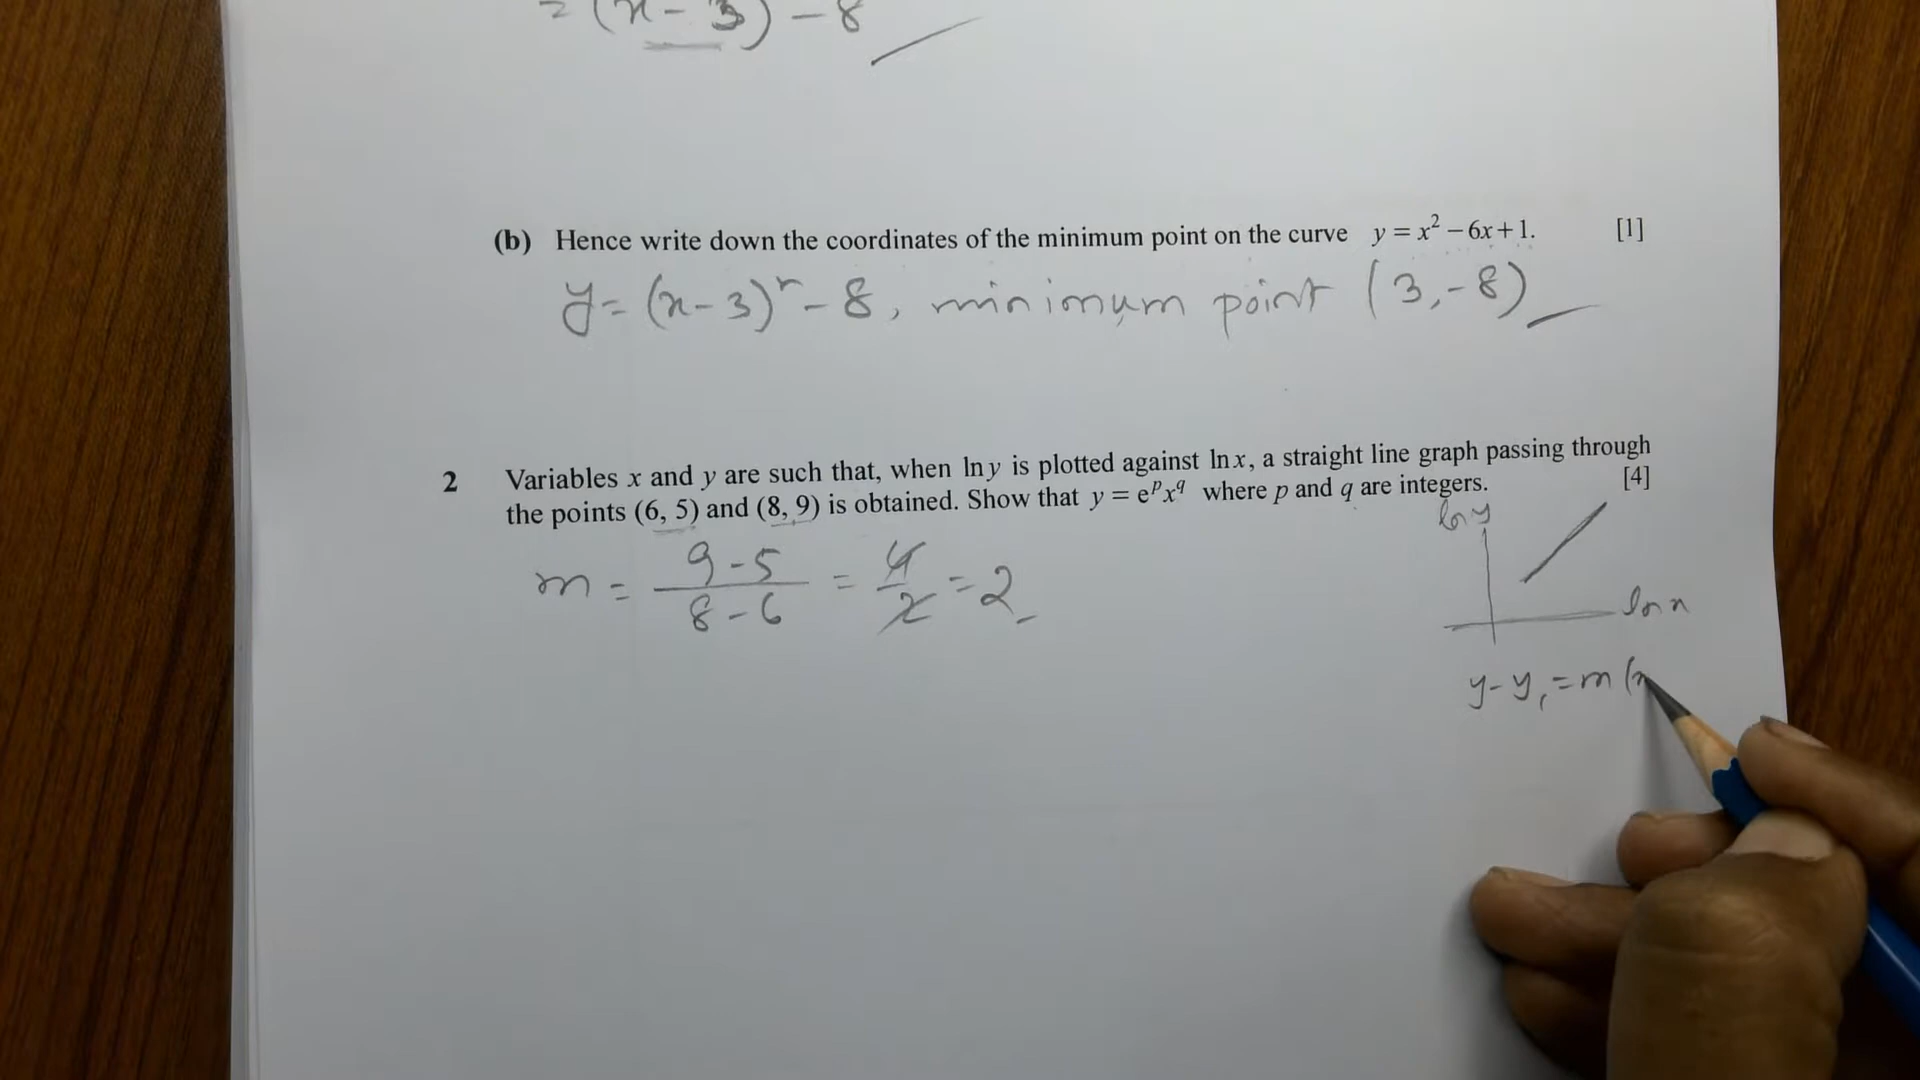 = (x - 3) - 8
(b) Hence write down the coordinates of the minimum point on the curve y = x² − 6x + 1. [1]
y = (x - 3)² - 8, minimum point (3, -8)
2 Variables x and y are such that, when ln y is plotted against ln x, a straight line graph passing through
the points (6, 5) and (8, 9) is obtained. Show that y = eᵖx^q where p and q are integers. [4]
ln y
m = 9 - 5 / 8 - 6 = 4/2 = 2
ln x
y - y₁ = m (x